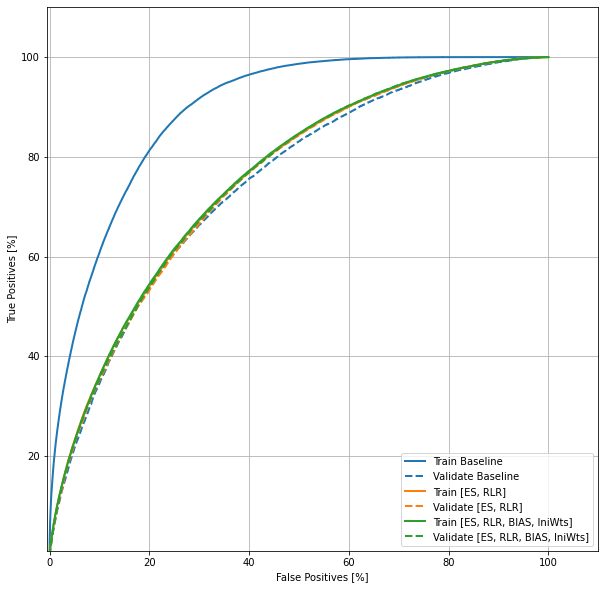 100
80
60
40
20
True Positives [%]
0
20
40
60
80
100
False Positives [%]
Train Baseline
Validate Baseline
Train [ES, RLR]
Validate [ES, RLR]
Train [ES, RLR, BIAS, IniWts]
Validate [ES, RLR, BIAS, IniWts]